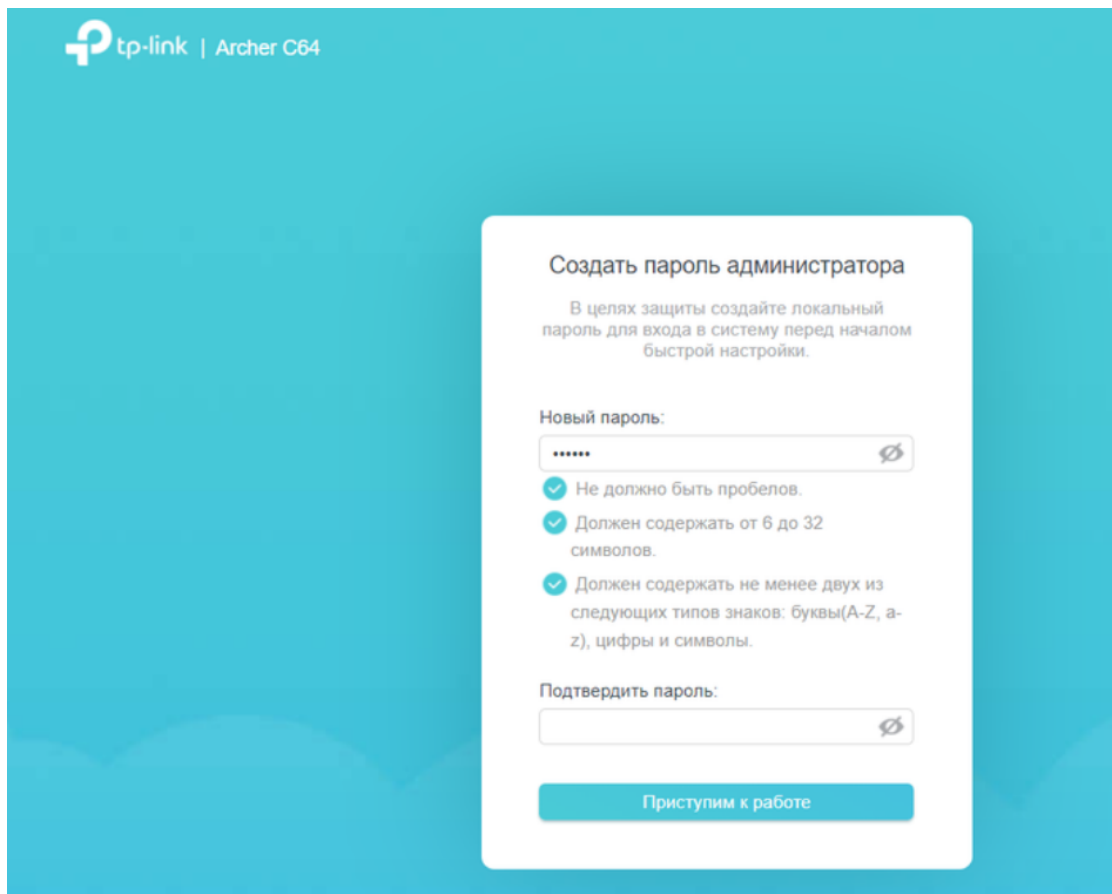 tp-link | Archer C64
Создать пароль администратора
В целях защиты создайте локальный
пароль для входа в систему перед началом
быстрой настройки.
Новый пароль:
••••••
Не должно быть пробелов.
Должен содержать от 6 до 32
символов.
Должен содержать не менее двух из
следующих типов знаков: буквы(A-Z, a-
z), цифры и символы.
Подтвердить пароль:
Приступим к работе